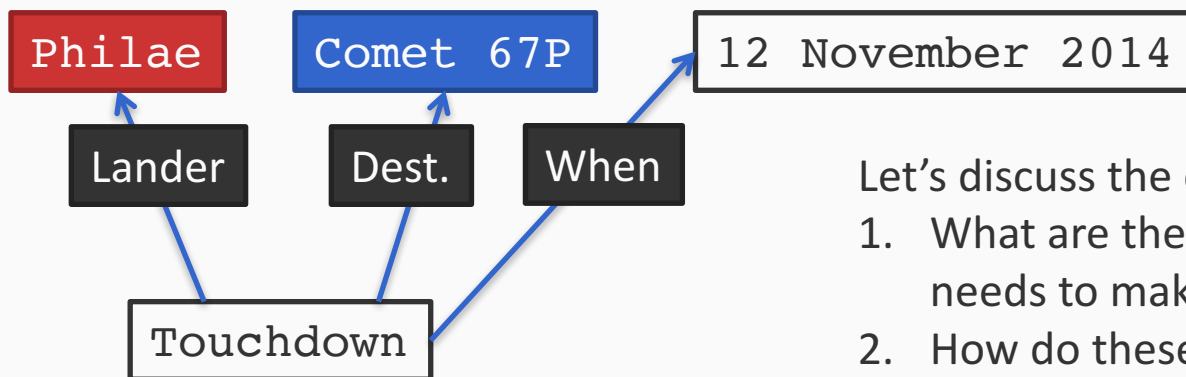 Philae Comet 67P 12 November 2014
Lander Dest. When
Let's discuss the
1. What are the
needs to mak
2. How do these
Touchdown